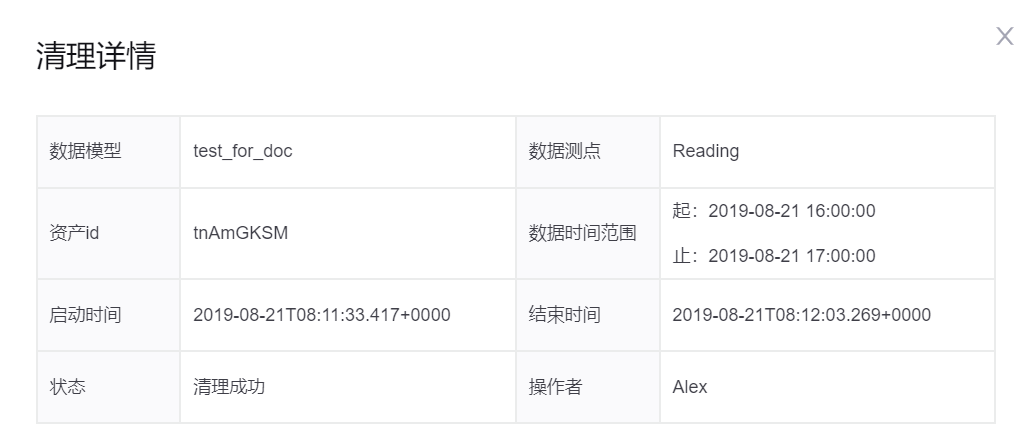 清理详情
数据模型 test_for_doc 数据测点 Reading
资产id tnAmGKSM 数据时间范围 起：2019-08-21 16:00:00
止：2019-08-21 17:00:00
启动时间 2019-08-21T08:11:33.417+0000 结束时间 2019-08-21T08:12:03.269+0000
状态 清理成功 操作者 Alex